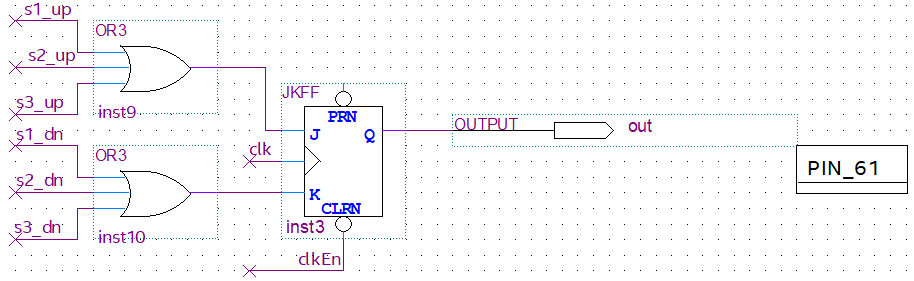 s1_up
OR3
s2_up
s3_up
inst9
s1_dn
OR3
s2_dn
s3_dn
inst10
JKFF
PRN
J
Q
clk
K
CLRN
inst3
clkEn
OUTPUT
out
PIN_61